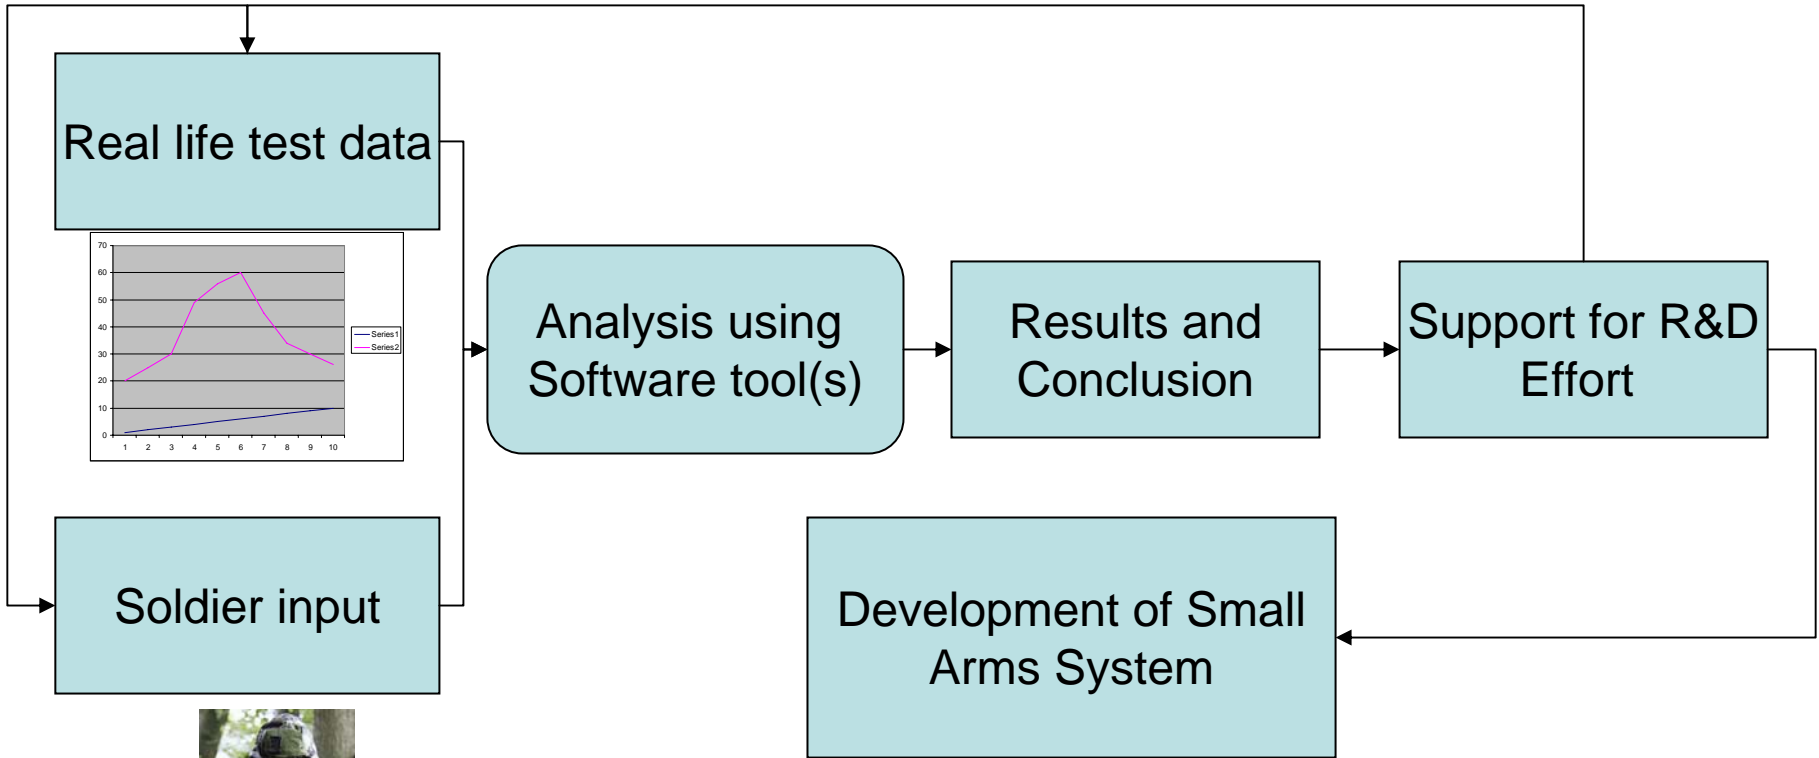 Real life test data
70
60
50
40
30
20
10
0
1 2 3 4 5 6 7 8 9 10
Series1
Series2
Analysis using
Software tool(s)
Results and
Conclusion
Support for R&D
Effort
Soldier input
Development of Small
Arms System